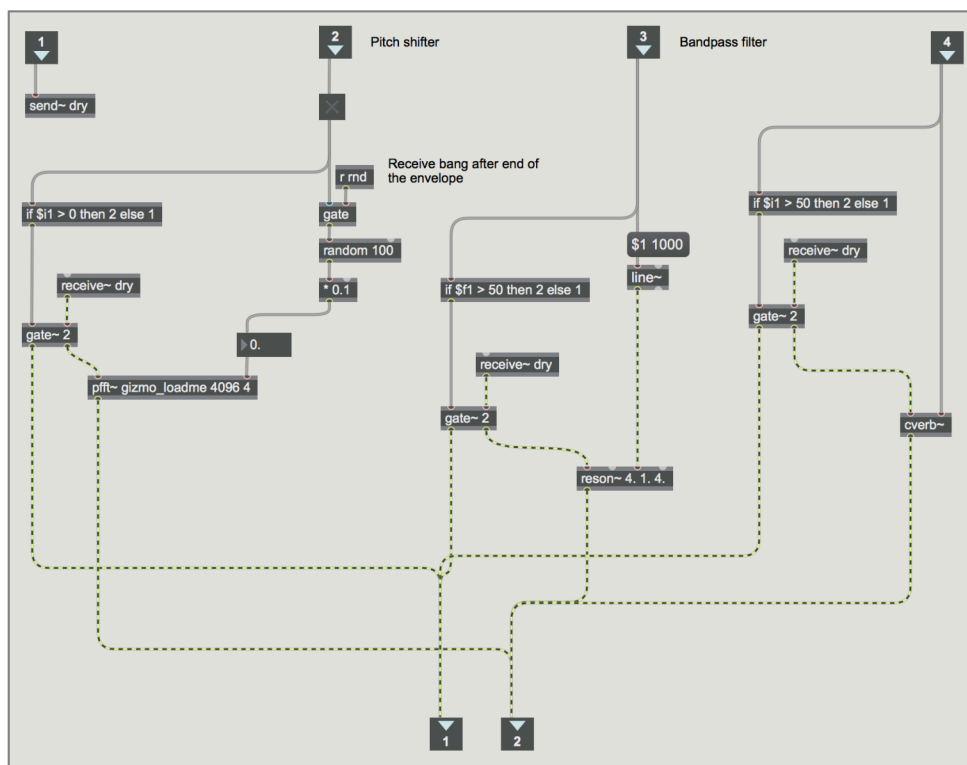 1
2
Pitch shifter
3
Bandpass filter
4
send~ dry
Receive bang after end of
the envelope
r rnd
if $i1 > 0 then 2 else 1
gate
if $i1 > 50 then 2 else 1
random 100
$1 1000
receive~ dry
receive~ dry
* 0.1
if $f1 > 50 then 2 else 1
line~
gate~ 2
0.
gate~ 2
receive~ dry
pfft~ gizmo_loadme 4096 4
gate~ 2
cverb~
reson~ 4. 1. 4.
1
2